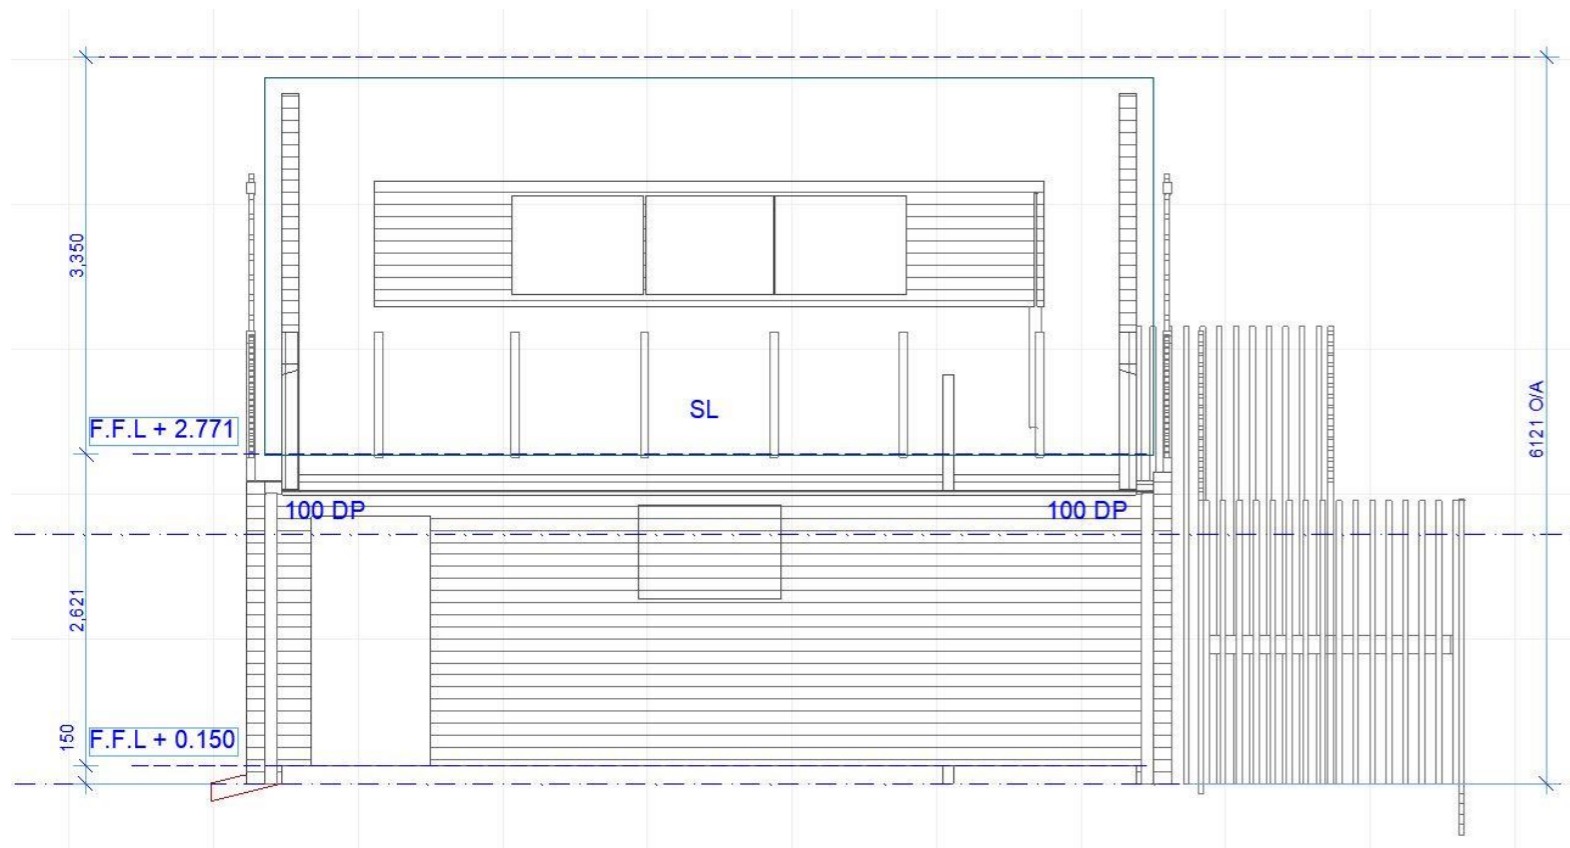 3,350
6121 O/A
SL
F.F.L + 2.771
100 DP
100 DP
2,621
150
F.F.L + 0.150